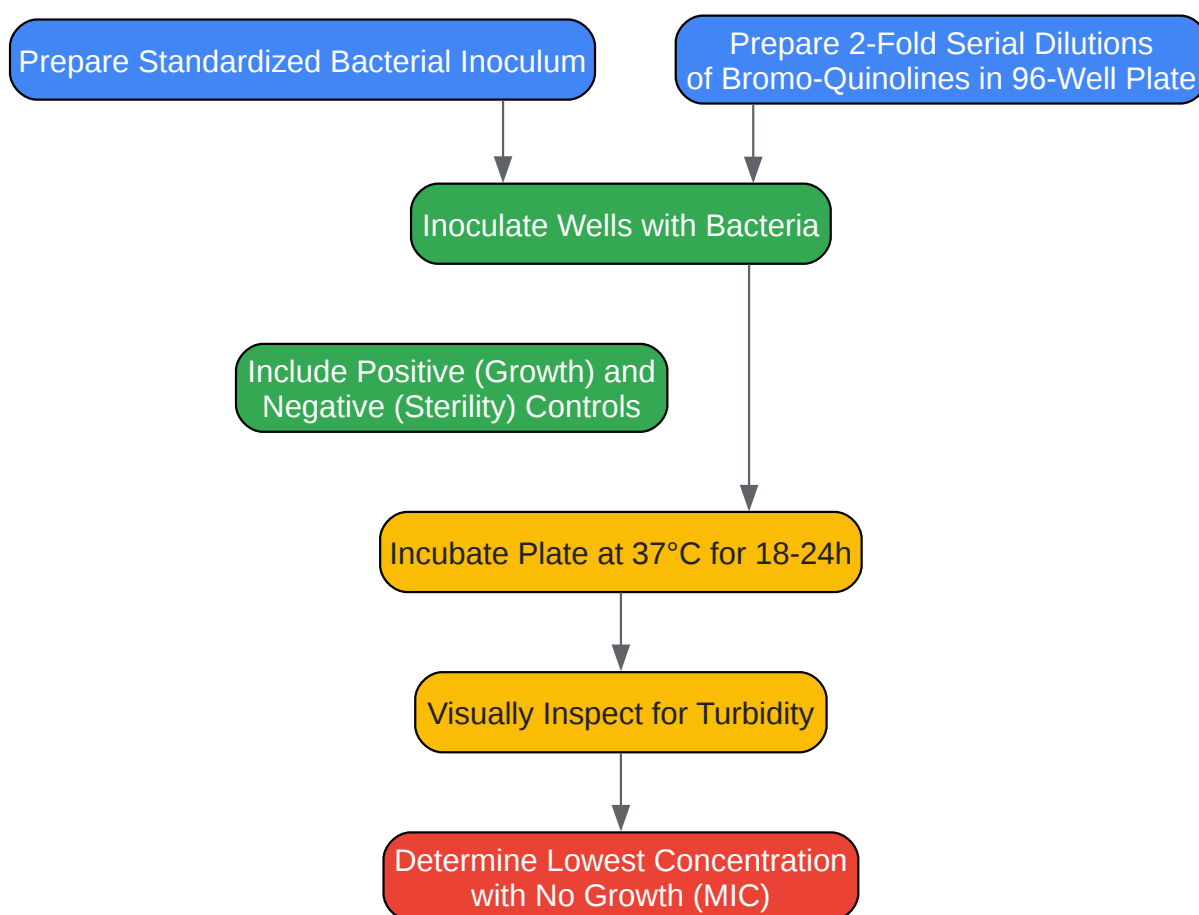 Prepare Standardized Bacterial Inoculum
Prepare 2-Fold Serial Dilutions
of Bromo-Quinolines in 96-Well Plate
Inoculate Wells with Bacteria
Include Positive (Growth) and
Negative (Sterility) Controls
Incubate Plate at 37°C for 18-24h
Visually Inspect for Turbidity
Determine Lowest Concentration
with No Growth (MIC)